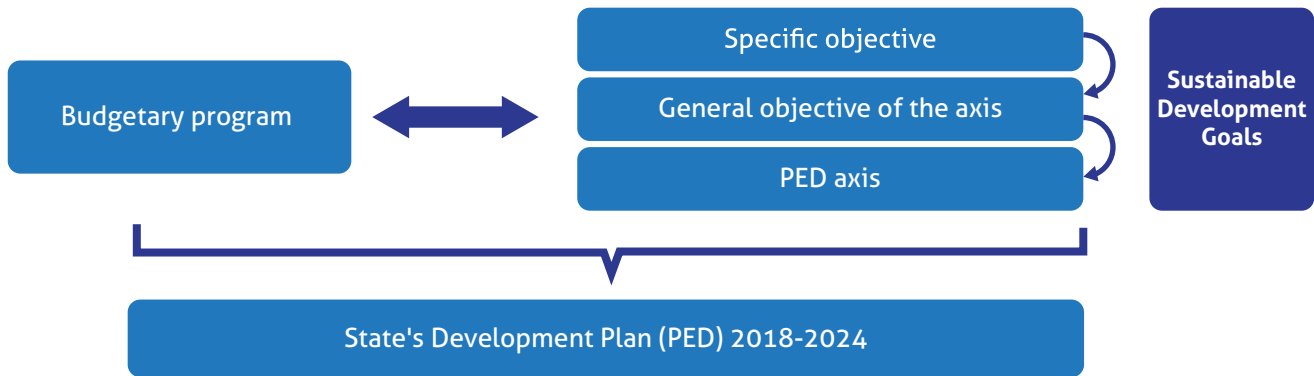 Budgetary program
Specific objective
General objective of the axis
PED axis
Sustainable
Development
Goals
State's Development Plan (PED) 2018-2024